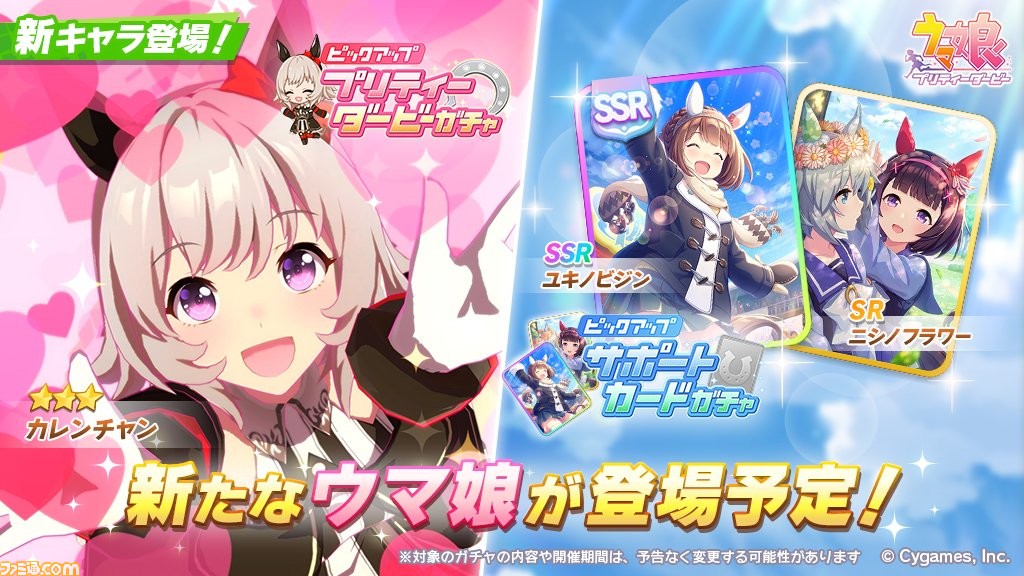 新キャラ登場！
ピックアップ
プリティー
ダービーガチャ
★★★
カレンチャン
ウマ娘
プリティーダービー
SSR
SSR
ユキノビジン
SR
ニシノフラワー
ピックアップ
サポート
カードガチャ
新たなウマ娘が登場予定！
※対象のガチャの内容や開催期間は、予告なく変更する可能性があります
© Cygames, Inc.
ファミ通.com